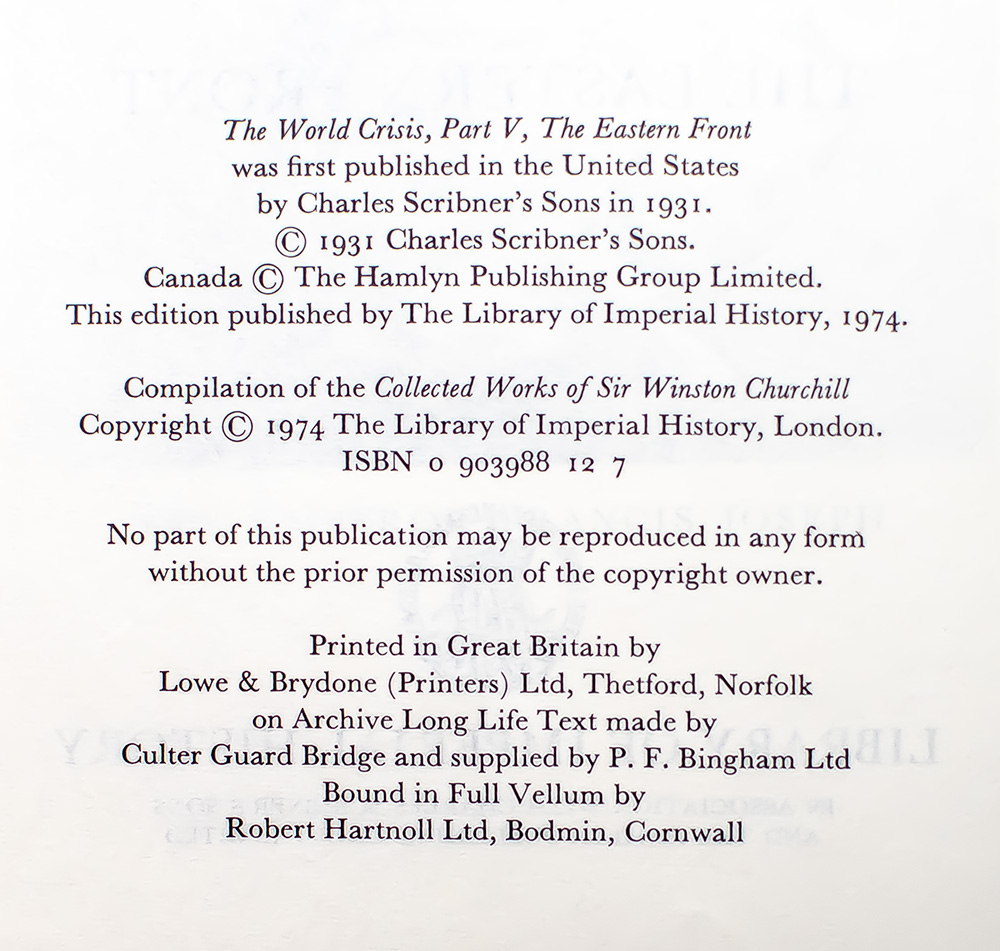 The World Crisis, Part V, The Eastern Front
was first published in the United States
by Charles Scribner's Sons in 1931.
© 1931 Charles Scribner's Sons.
Canada © The Hamlyn Publishing Group Limited.
This edition published by The Library of Imperial History, 1974.
Compilation of the Collected Works of Sir Winston Churchill
Copyright © 1974 The Library of Imperial History, London.
ISBN 0 903988 12 7
No part of this publication may be reproduced in any form
without the prior permission of the copyright owner.
Printed in Great Britain by
Lowe & Brydone (Printers) Ltd, Thetford, Norfolk
on Archive Long Life Text made by
Culter Guard Bridge and supplied by P. F. Bingham Ltd
Bound in Full Vellum by
Robert Hartnoll Ltd, Bodmin, Cornwall